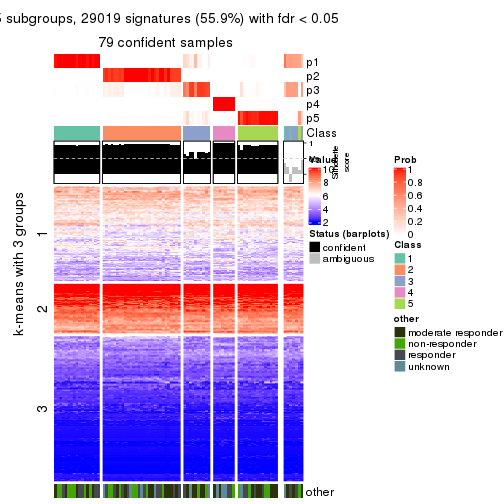 5 subgroups, 29019 signatures (55.9%) with fdr < 0.05
79 confident samples
p1
p2
p3
p4
p5
Class
1
Silhouette
score
k-means with 3 groups
1
2
3
other
Value
10
8
6
4
2
Status (barplots)
confident
ambiguous
Prob
1
0.8
0.6
0.4
0.2
0
Class
1
2
3
4
5
other
moderate responder
non-responder
responder
unknown